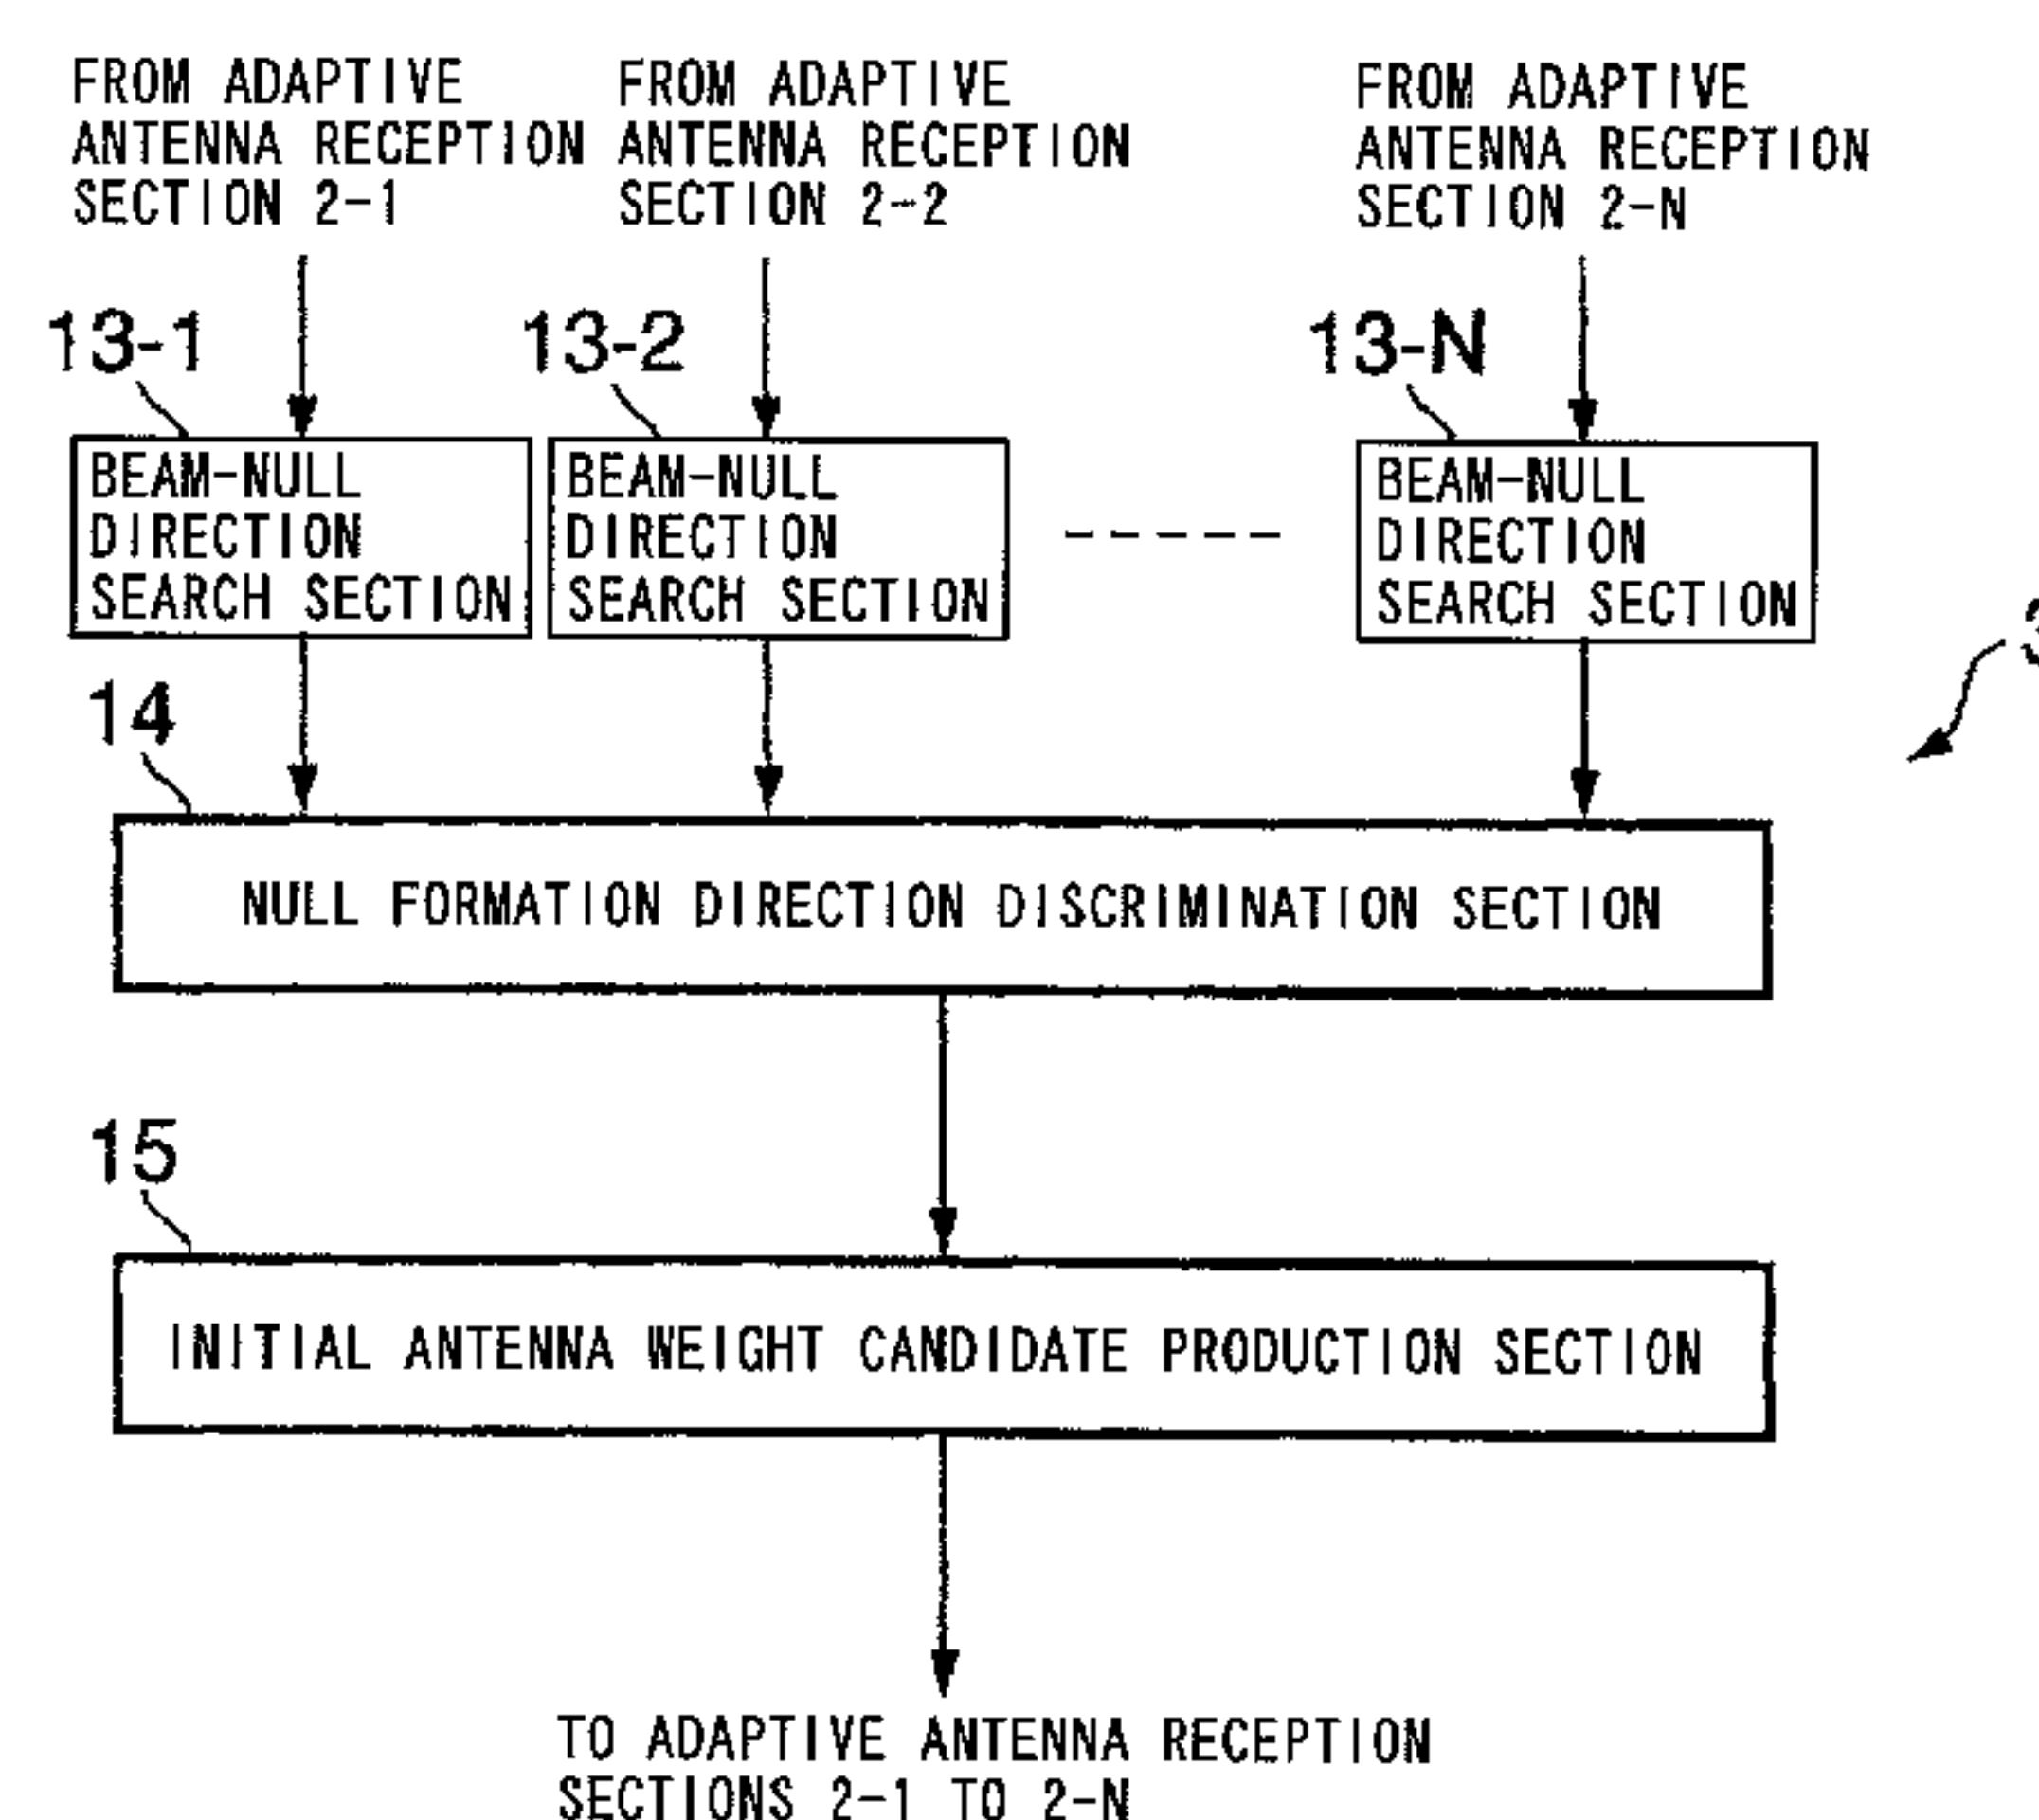 FROM ADAPTIVE
ANTENNA RECEPTION
SECTION 2-1
FROM ADAPTIVE
ANTENNA RECEPTION
SECTION 2-2
FROM ADAPTIVE
ANTENNA RECEPTION
SECTION 2-N
13-1
13-2
13-N
BEAM-NULL
DIRECTION
SEARCH SECTION
BEAM-NULL
DIRECTION
SEARCH SECTION
BEAM-NULL
DIRECTION
SEARCH SECTION
14
NULL FORMATION DIRECTION DISCRIMINATION SECTION
15
INITIAL ANTENNA WEIGHT CANDIDATE PRODUCTION SECTION
TO ADAPTIVE ANTENNA RECEPTION
SECTIONS 2-1 TO 2-N